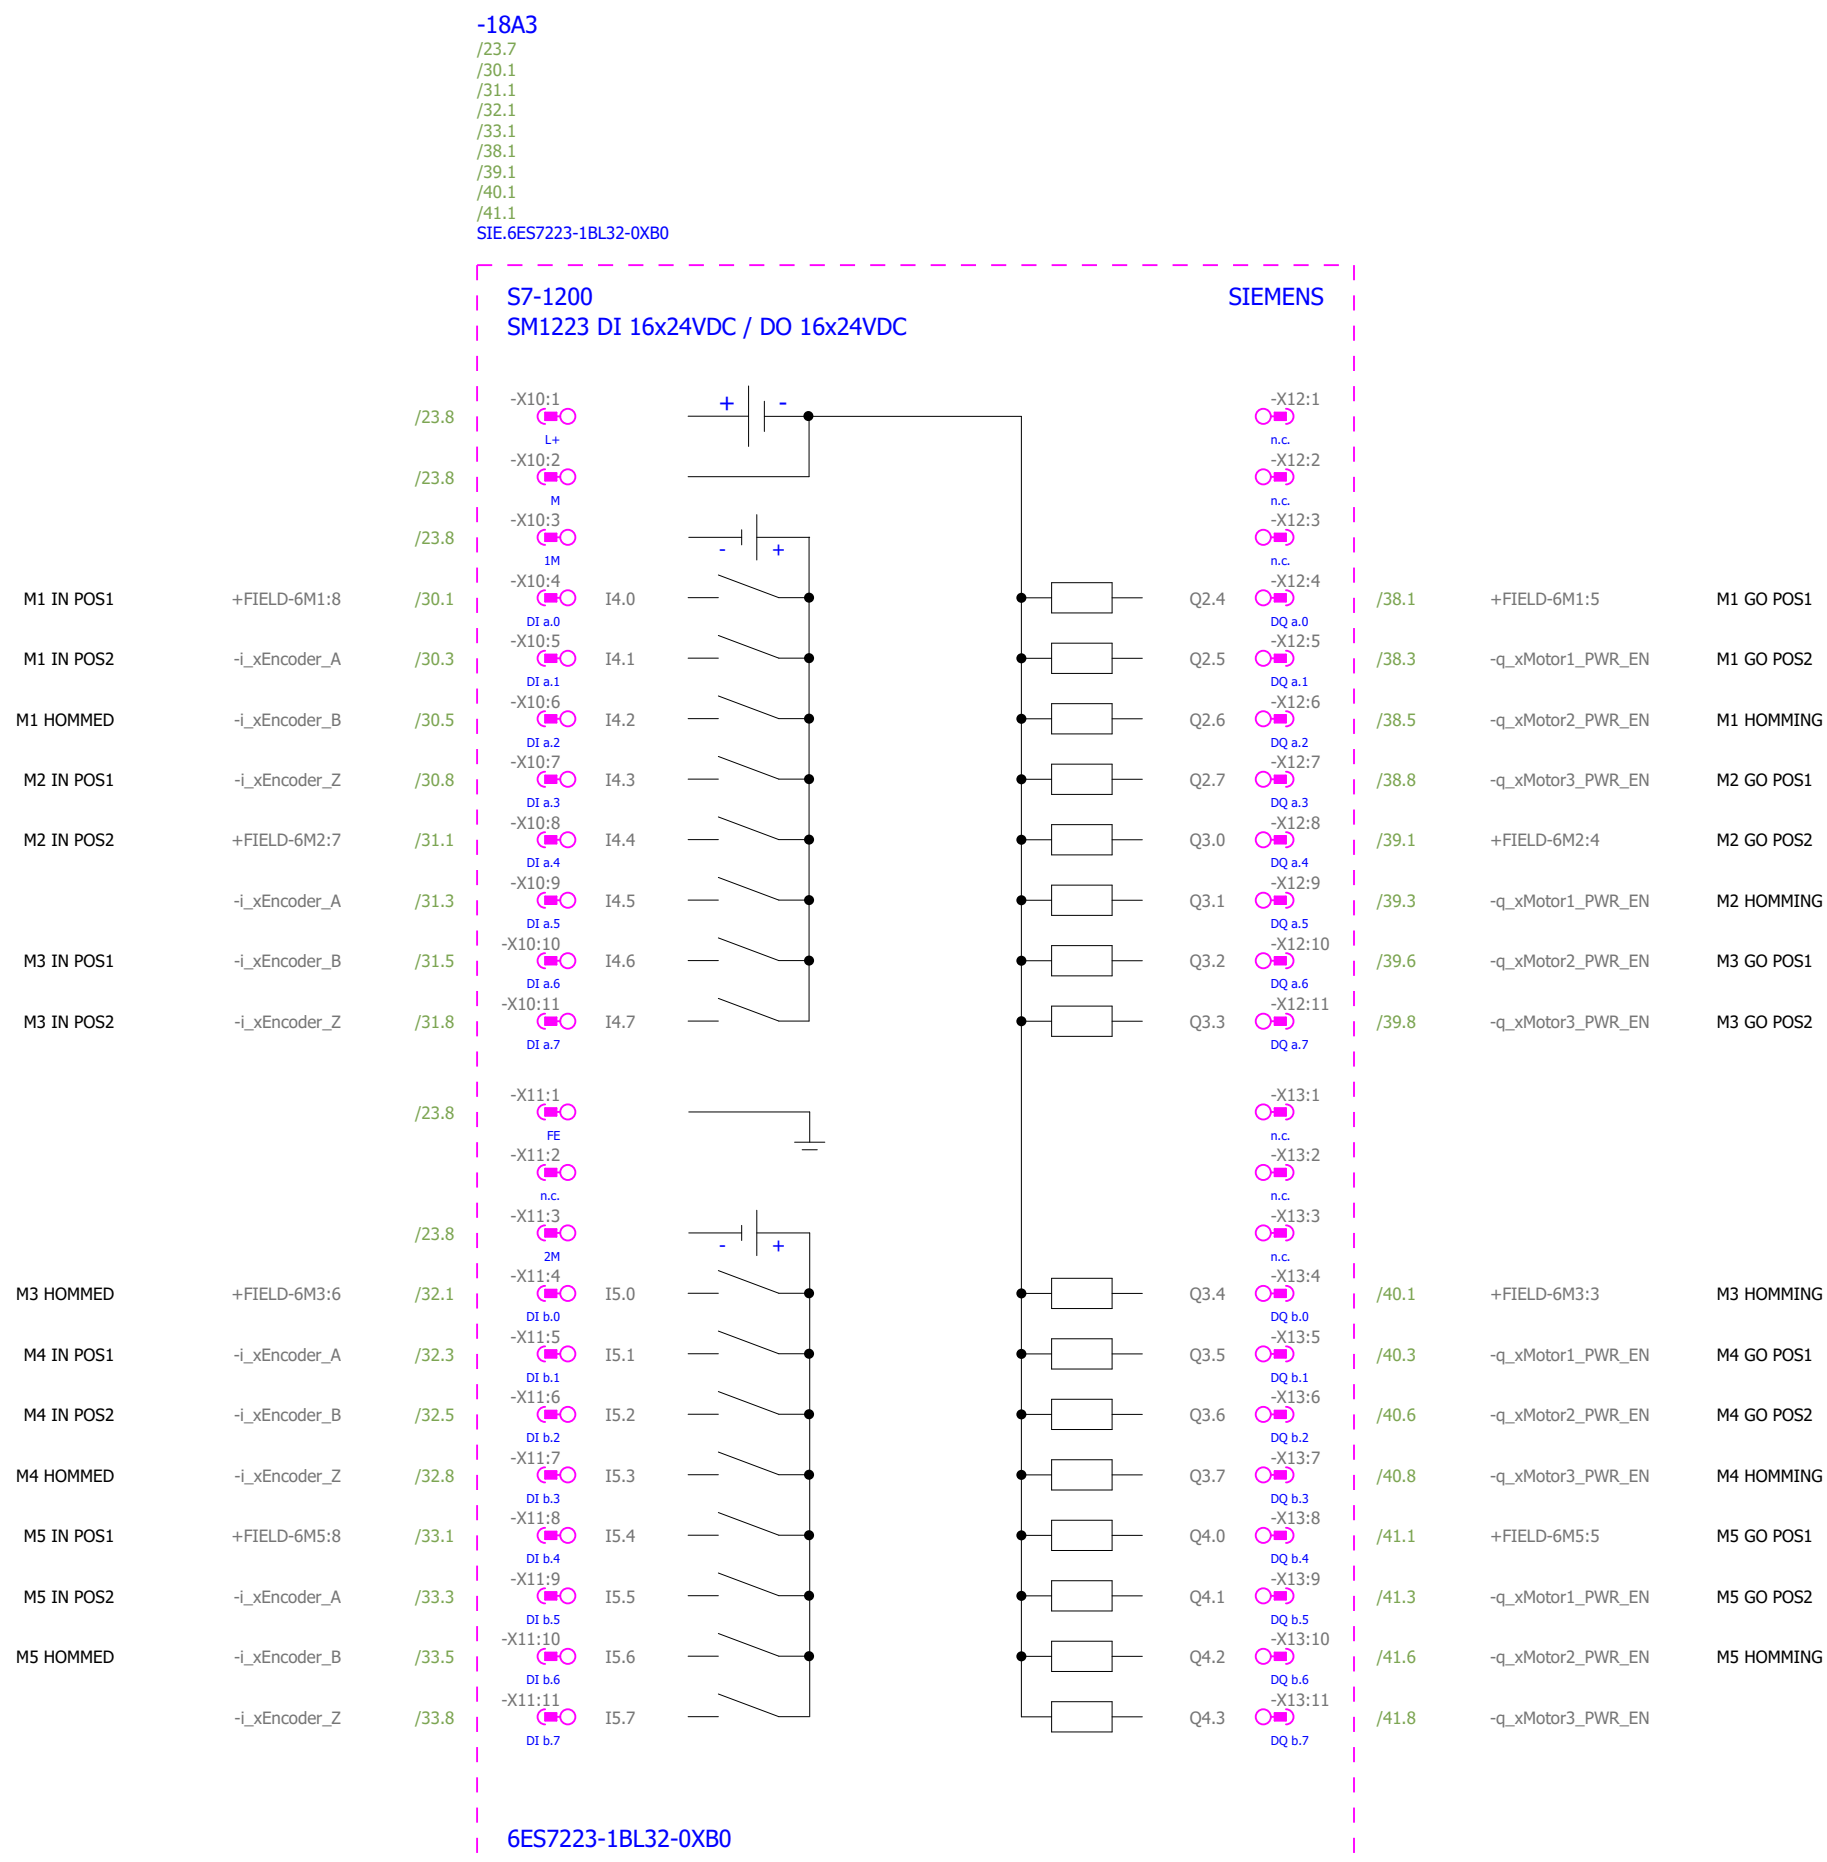 -18A3
/23.7
/30.1
/31.1
/32.1
/33.1
/38.1
/39.1
/40.1
/41.1
SIE.6ES7223-1BL32-0XB0
S7-1200 SIEMENS
SM1223 DI 16x24VDC / DO 16x24VDC
-X10:1 + - -X12:1
/23.8
L+ n.c.
-X10:2 -X12:2
/23.8
M n.c.
-X10:3 -X12:3
/23.8 - +
1M n.c.
-X10:4 -X12:4
M1 IN POS1 +FIELD-6M1:8 /30.1 I4.0 Q2.4 /38.1 +FIELD-6M1:5 M1 GO POS1
DI a.0 DQ a.0
-X10:5 -X12:5
M1 IN POS2 -i_xEncoder_A /30.3 I4.1 Q2.5 /38.3 -q_xMotor1_PWR_EN M1 GO POS2
DI a.1 DQ a.1
-X10:6 -X12:6
M1 HOMMED -i_xEncoder_B /30.5 I4.2 Q2.6 /38.5 -q_xMotor2_PWR_EN M1 HOMMING
DI a.2 DQ a.2
-X10:7 -X12:7
M2 IN POS1 -i_xEncoder_Z /30.8 I4.3 Q2.7 /38.8 -q_xMotor3_PWR_EN M2 GO POS1
DI a.3 DQ a.3
-X10:8 -X12:8
M2 IN POS2 +FIELD-6M2:7 /31.1 I4.4 Q3.0 /39.1 +FIELD-6M2:4 M2 GO POS2
DI a.4 DQ a.4
-X10:9 -X12:9
-i_xEncoder_A /31.3 I4.5 Q3.1 /39.3 -q_xMotor1_PWR_EN M2 HOMMING
DI a.5 DQ a.5
-X10:10 -X12:10
M3 IN POS1 -i_xEncoder_B /31.5 I4.6 Q3.2 /39.6 -q_xMotor2_PWR_EN M3 GO POS1
DI a.6 DQ a.6
-X10:11 -X12:11
M3 IN POS2 -i_xEncoder_Z /31.8 I4.7 Q3.3 /39.8 -q_xMotor3_PWR_EN M3 GO POS2
DI a.7 DQ a.7
-X11:1 -X13:1
/23.8
FE n.c.
-X11:2 -X13:2
n.c. n.c.
-X11:3 -X13:3
/23.8 - +
2M n.c.
-X11:4 -X13:4
M3 HOMMED +FIELD-6M3:6 /32.1 I5.0 Q3.4 /40.1 +FIELD-6M3:3 M3 HOMMING
DI b.0 DQ b.0
-X11:5 -X13:5
M4 IN POS1 -i_xEncoder_A /32.3 I5.1 Q3.5 /40.3 -q_xMotor1_PWR_EN M4 GO POS1
DI b.1 DQ b.1
-X11:6 -X13:6
M4 IN POS2 -i_xEncoder_B /32.5 I5.2 Q3.6 /40.6 -q_xMotor2_PWR_EN M4 GO POS2
DI b.2 DQ b.2
-X11:7 -X13:7
M4 HOMMED -i_xEncoder_Z /32.8 I5.3 Q3.7 /40.8 -q_xMotor3_PWR_EN M4 HOMMING
DI b.3 DQ b.3
-X11:8 -X13:8
M5 IN POS1 +FIELD-6M5:8 /33.1 I5.4 Q4.0 /41.1 +FIELD-6M5:5 M5 GO POS1
DI b.4 DQ b.4
-X11:9 -X13:9
M5 IN POS2 -i_xEncoder_A /33.3 I5.5 Q4.1 /41.3 -q_xMotor1_PWR_EN M5 GO POS2
DI b.5 DQ b.5
-X11:10 -X13:10
M5 HOMMED -i_xEncoder_B /33.5 I5.6 Q4.2 /41.6 -q_xMotor2_PWR_EN M5 HOMMING
DI b.6 DQ b.6
-X11:11 -X13:11
-i_xEncoder_Z /33.8 I5.7 Q4.3 /41.8 -q_xMotor3_PWR_EN
DI b.7 DQ b.7
6ES7223-1BL32-0XB0